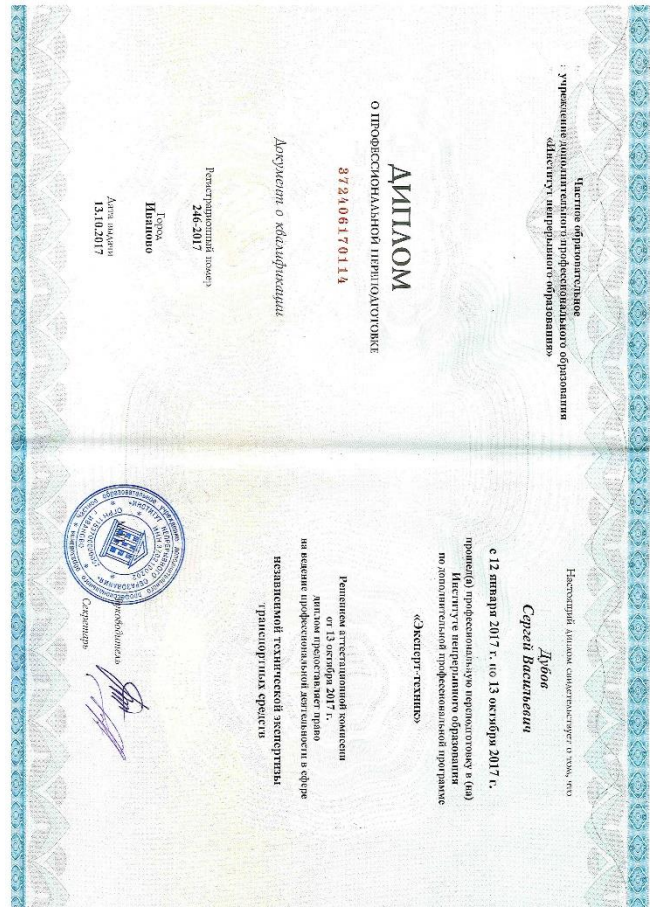 Частное образовательное
учреждение дополнительного профессионального образования
«Институт непрерывного образования»
ДИПЛОМ
О ПРОФЕССИОНАЛЬНОЙ ПЕРЕПОДГОТОВКЕ
372406170114
Документ о квалификации
Регистрационный номер
246-2017
Город
Иваново
Дата выдачи
13.10.2017
Настоящий диплом свидетельствует о том, что
Дубов
Сергей Васильевич
с 12 января 2017 г. по 13 октября 2017 г.
прошел(а) профессиональную переподготовку в (на)
Институте непрерывного образования
по дополнительной профессиональной программе
«Эксперт-техник»
Решением аттестационной комиссии
от 13 октября 2017 г.
диплом предоставляет право
на ведение профессиональной деятельности в сфере
независимой технической экспертизы
транспортных средств
Руководитель
Секретарь